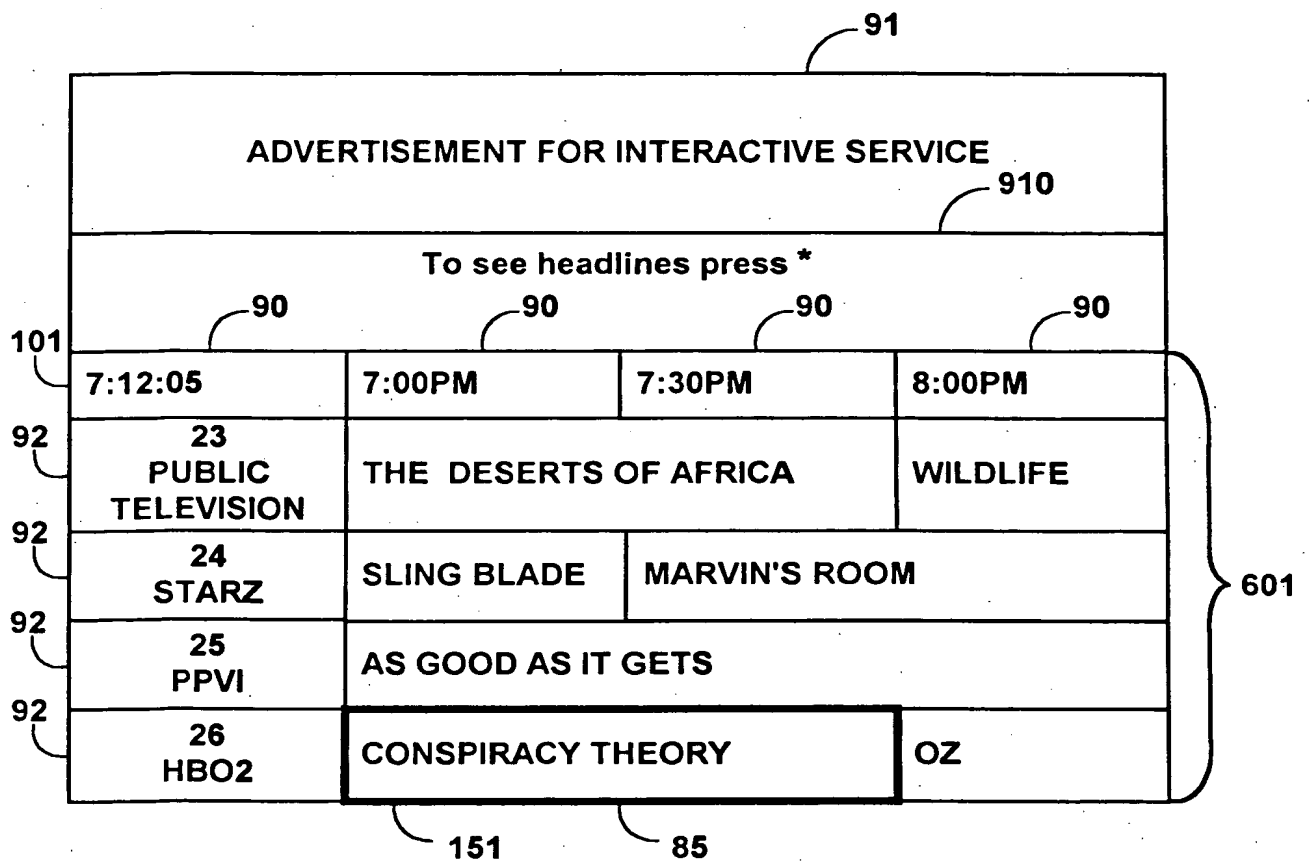 91
ADVERTISEMENT FOR INTERACTIVE SERVICE
910
To see headlines press *
90 90 90 90
101
7:12:05 7:00PM 7:30PM 8:00PM
92
23
PUBLIC
TELEVISION
THE DESERTS OF AFRICA
WILDLIFE
92
24
STARZ
SLING BLADE
MARVIN'S ROOM
601
92
25
PPVI
AS GOOD AS IT GETS
92
26
HBO2
CONSPIRACY THEORY
OZ
151 85